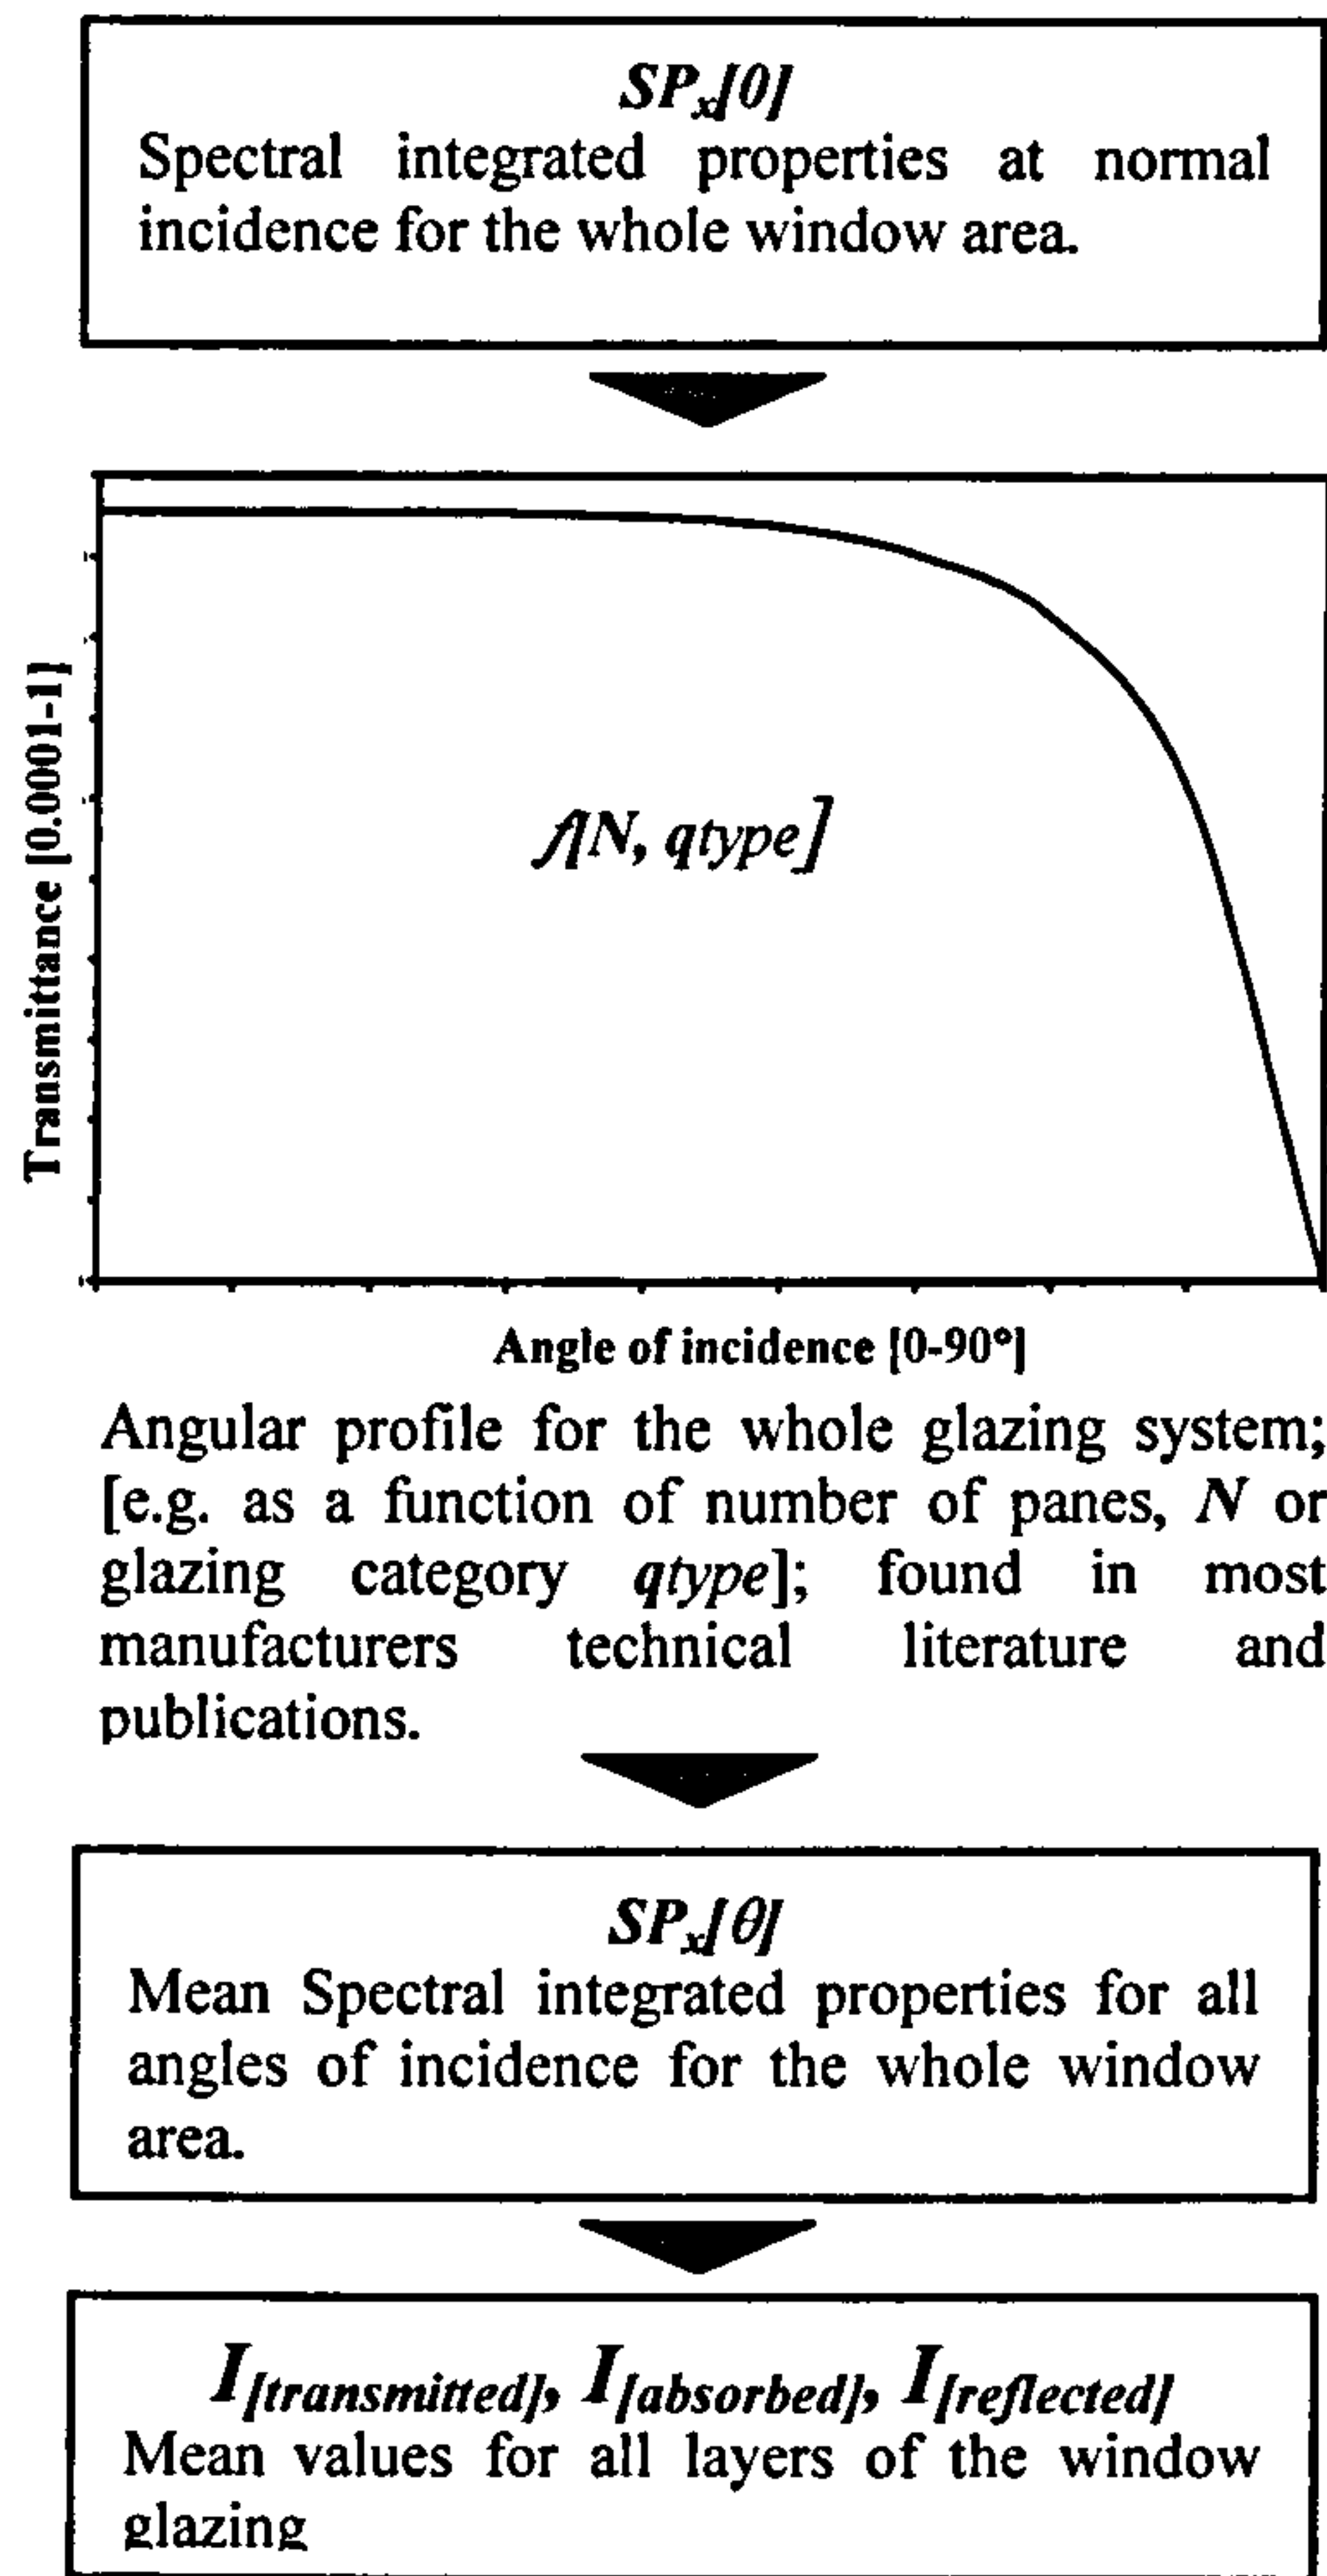 SPx[0]
Spectral integrated properties at normal
incidence for the whole window area.
Transmittance [0.0001-1]
f[N, qtype]
Angle of incidence [0-90°]
Angular profile for the whole glazing system;
[e.g. as a function of number of panes, N or
glazing category qtype]; found in most
manufacturers technical literature and
publications.
SPx[θ]
Mean Spectral integrated properties for all
angles of incidence for the whole window
area.
I[transmitted], I[absorbed], I[reflected]
Mean values for all layers of the window
glazing